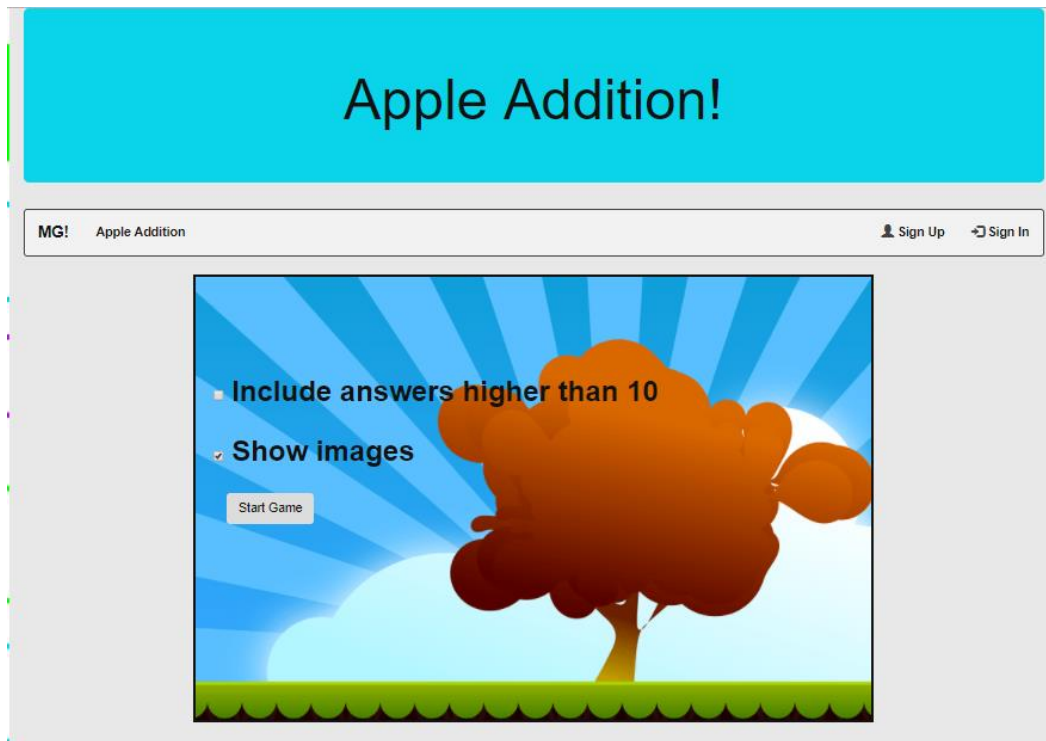 Apple Addition!
MG! Apple Addition Sign Up Sign In
Include answers higher than 10
Show images
Start Game